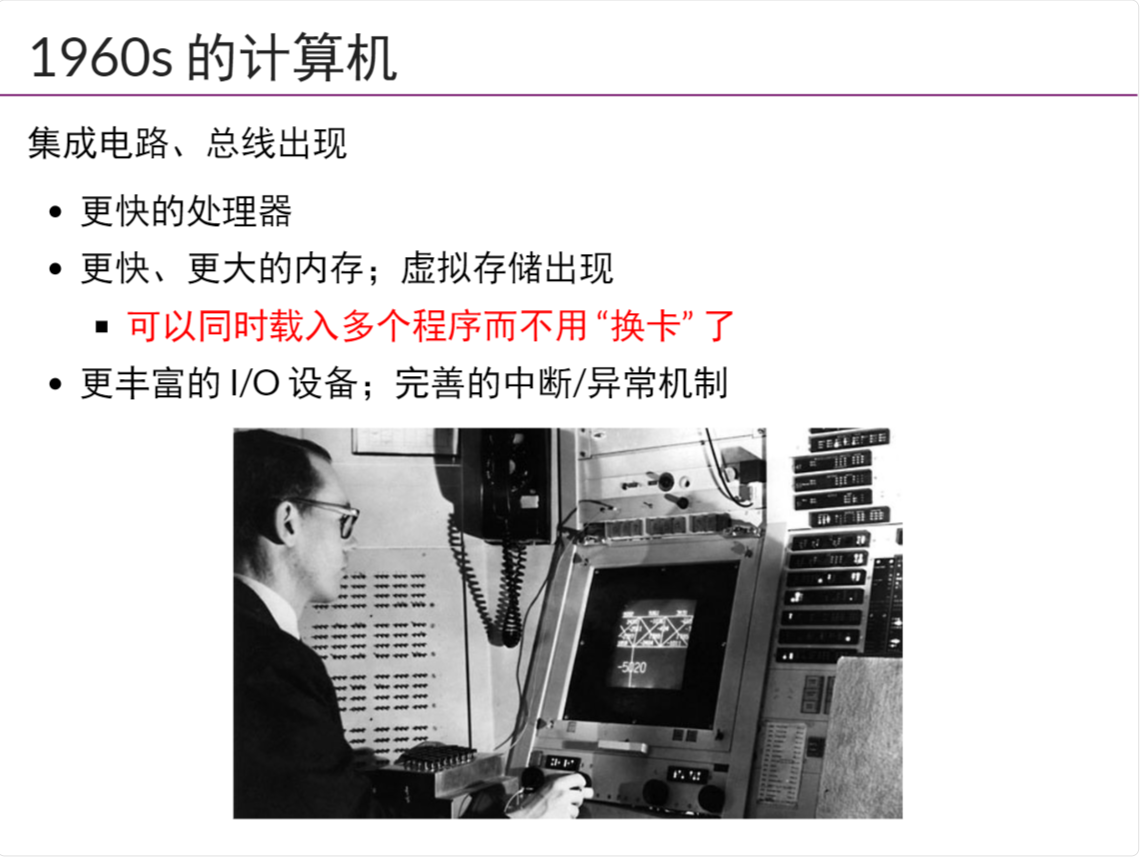 1960s 的计算机
集成电路、总线出现
• 更快的处理器
• 更快、更大的内存；虚拟存储出现
▪ 可以同时载入多个程序而不用 “换卡” 了
• 更丰富的 I/O 设备；完善的中断/异常机制
-5020